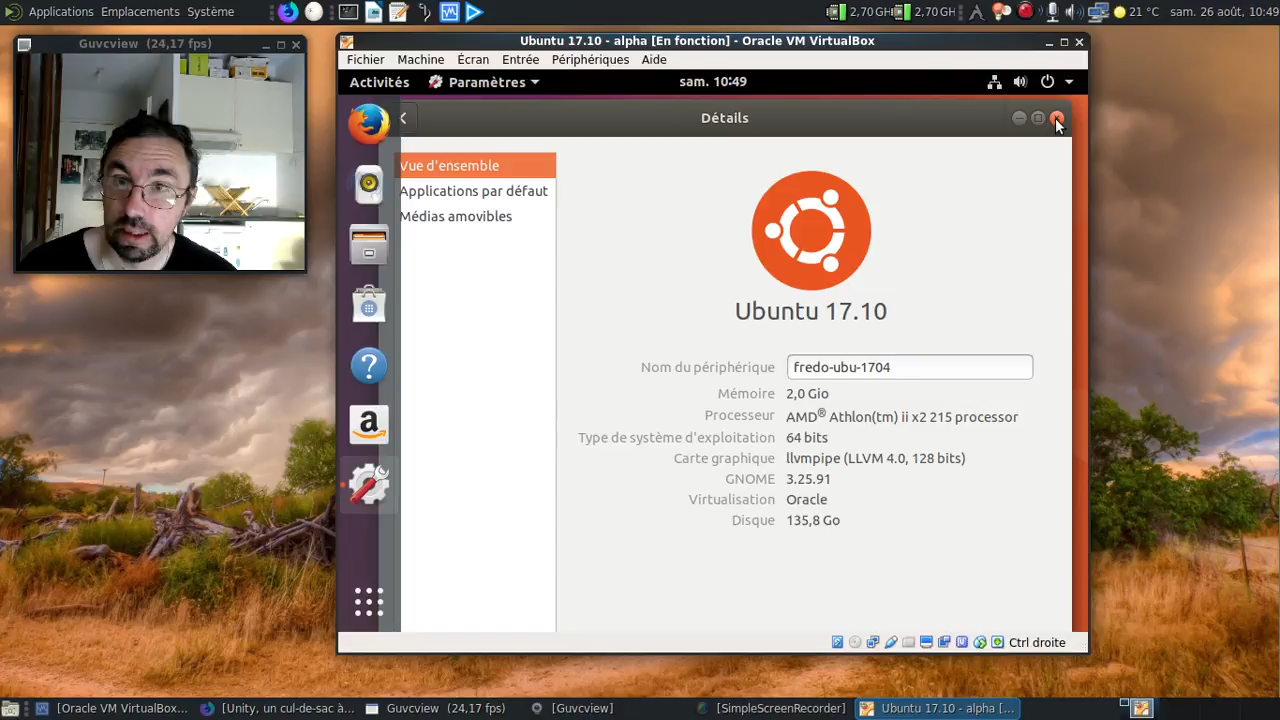 Applications Emplacements Système
2,70 GH 2,70 GH 21 °C sam. 26 août, 10:49
Guvcview (24,17 fps)
Ubuntu 17.10 - alpha [En fonction] - Oracle VM VirtualBox
Fichier Machine Écran Entrée Périphériques Aide
Activités Paramètres sam. 10:49
Détails
Vue d'ensemble
Applications par défaut
Médias amovibles
Ubuntu 17.10
Nom du périphérique fredo-ubu-1704
Mémoire 2,0 Gio
Processeur AMD® Athlon(tm) ii x2 215 processor
Type de système d'exploitation 64 bits
Carte graphique llvmpipe (LLVM 4.0, 128 bits)
GNOME 3.25.91
Virtualisation Oracle
Disque 135,8 Go
Ctrl droite
[Oracle VM VirtualBox... [Unity, un cul-de-sac à... Guvcview (24,17 fps) [Guvcview] [SimpleScreenRecorder] Ubuntu 17.10 - alpha [...